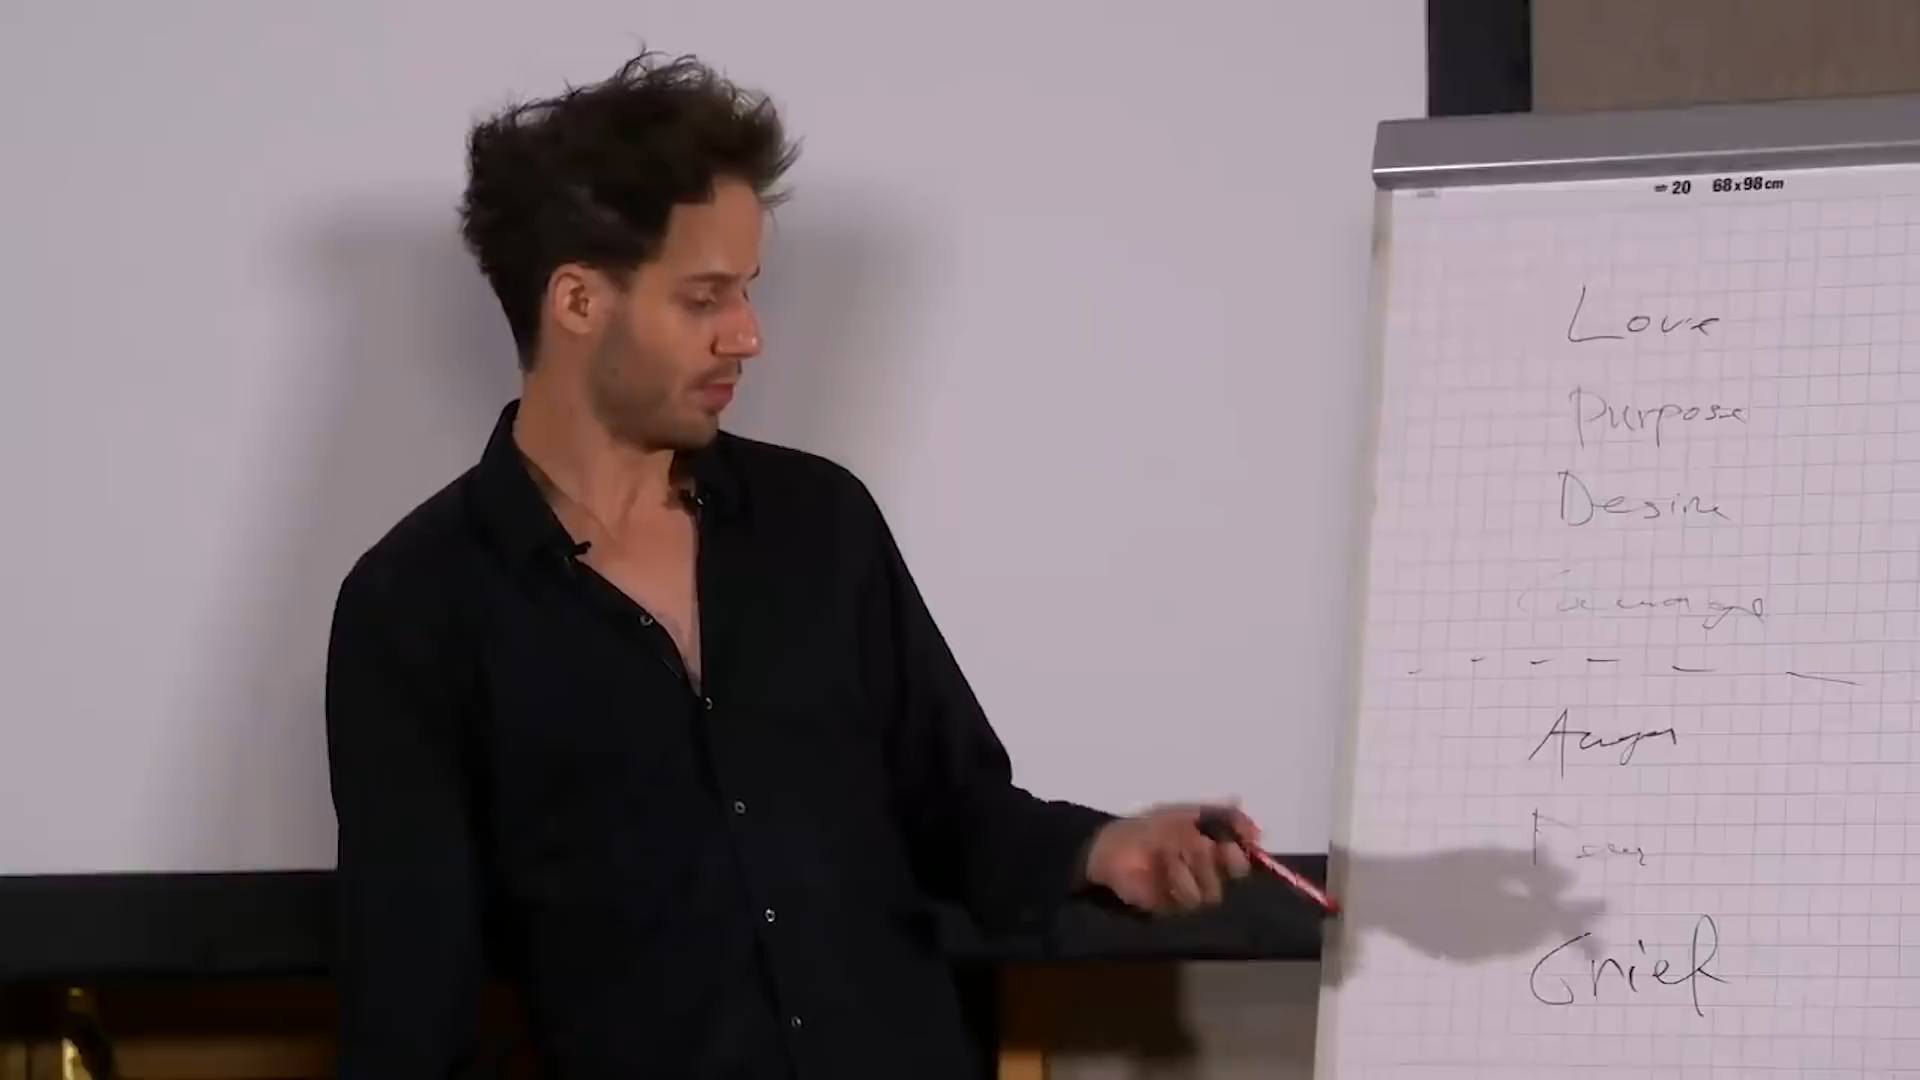 20 68x98cm
Love
Purpose
Desire
Courage
Anger
Fear
Grief